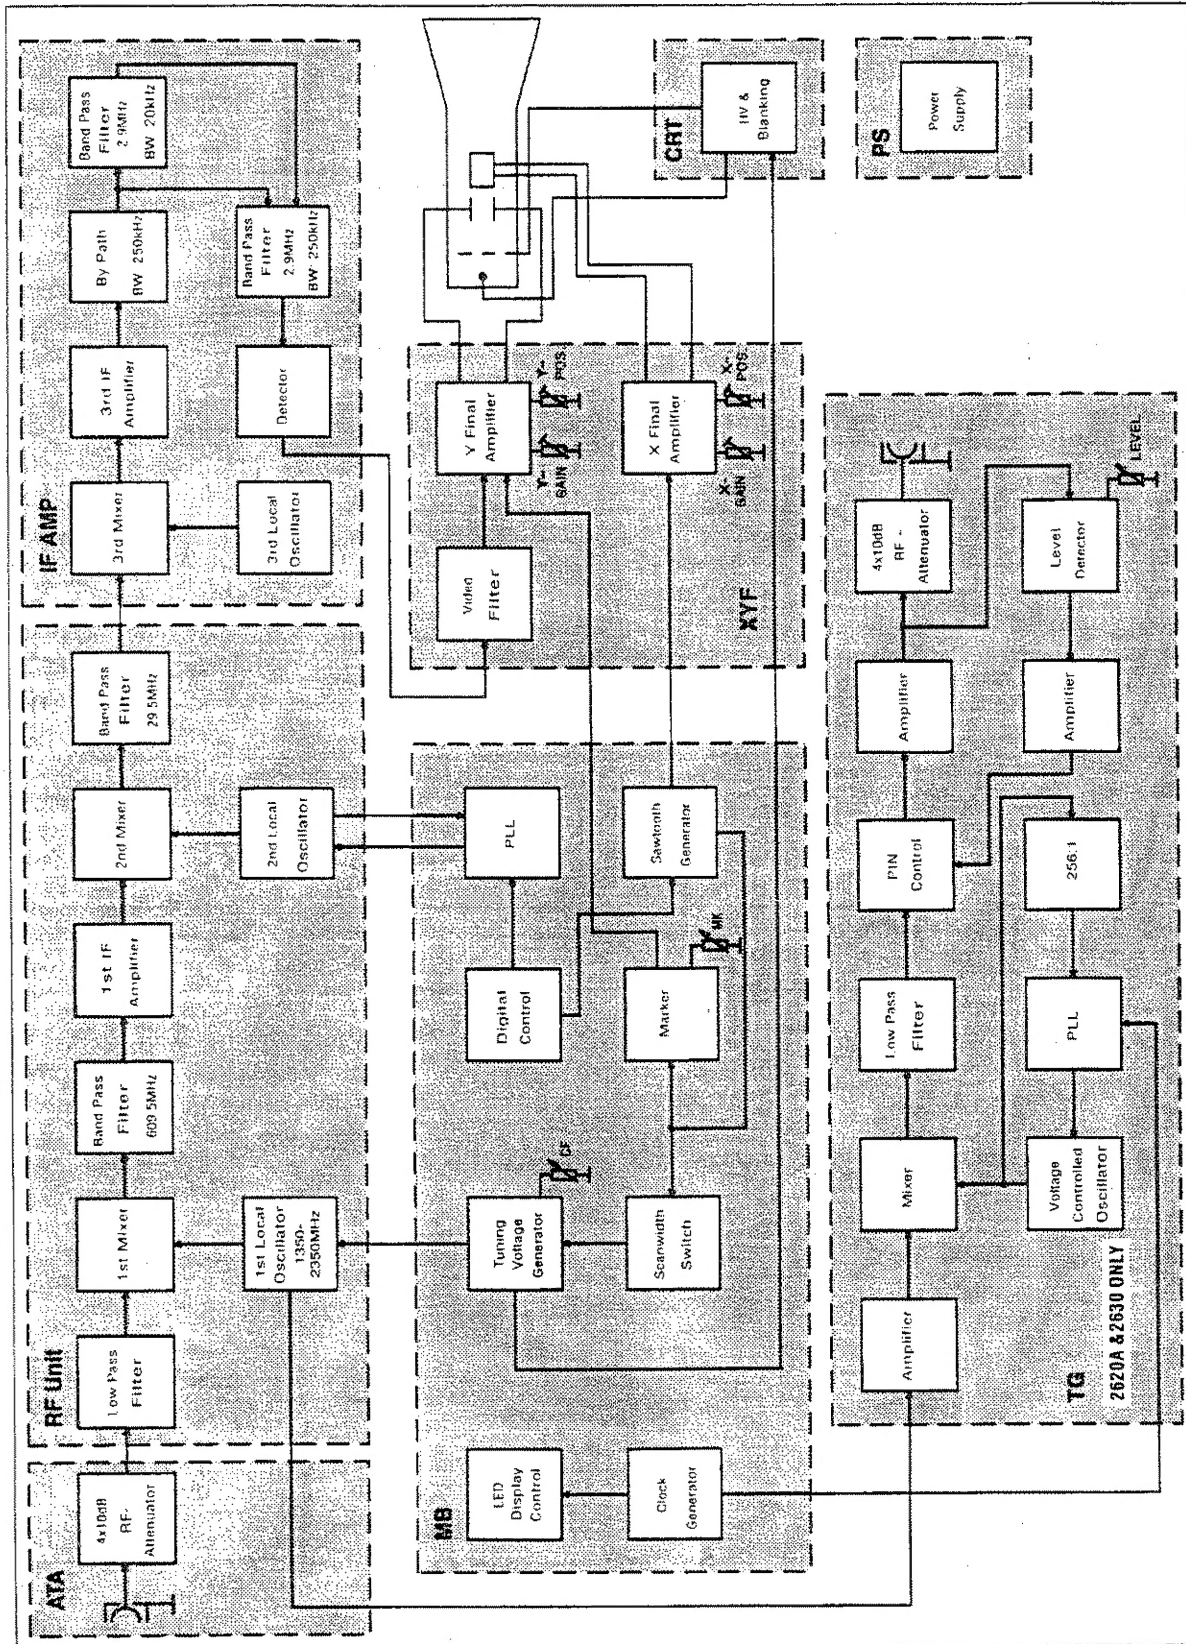 ATA
4x10dB
RF-
Attenuator
RF Unit
Low Pass
Filter
1st Mixer
1st Local
Oscillator
1350-
2350MHz
Band Pass
Filter
609.5MHz
1st IF
Amplifier
2nd Mixer
2nd Local
Oscillator
Band Pass
Filter
29.5MHz
IF AMP
3rd Mixer
3rd Local
Oscillator
3rd IF
Amplifier
By Path
BW 250kHz
Band Pass
Filter
2.9MHz
BW 20kHz
Band Pass
Filter
2.9MHz
BW 250kHz
Detector
MB
LED
Display
Control
Clock
Generator
Tuning
Voltage
Generator
CF
Scanwidth
Switch
Digital
Control
Marker
MK
PLL
Sawtooth
Generator
XYF
Video
Filter
Y Final
Amplifier
Y-
GAIN
Y-
POS.
X Final
Amplifier
X-
GAIN
X-
POS.
CRT
HV &
Blanking
PS
Power
Supply
TG
2620A & 2630 ONLY
Amplifier
Mixer
Voltage
Controlled
Oscillator
Low Pass
Filter
PLL
PIN
Control
256:1
Amplifier
Amplifier
4x10dB
RF -
Attenuator
Level
Detector
LEVEL